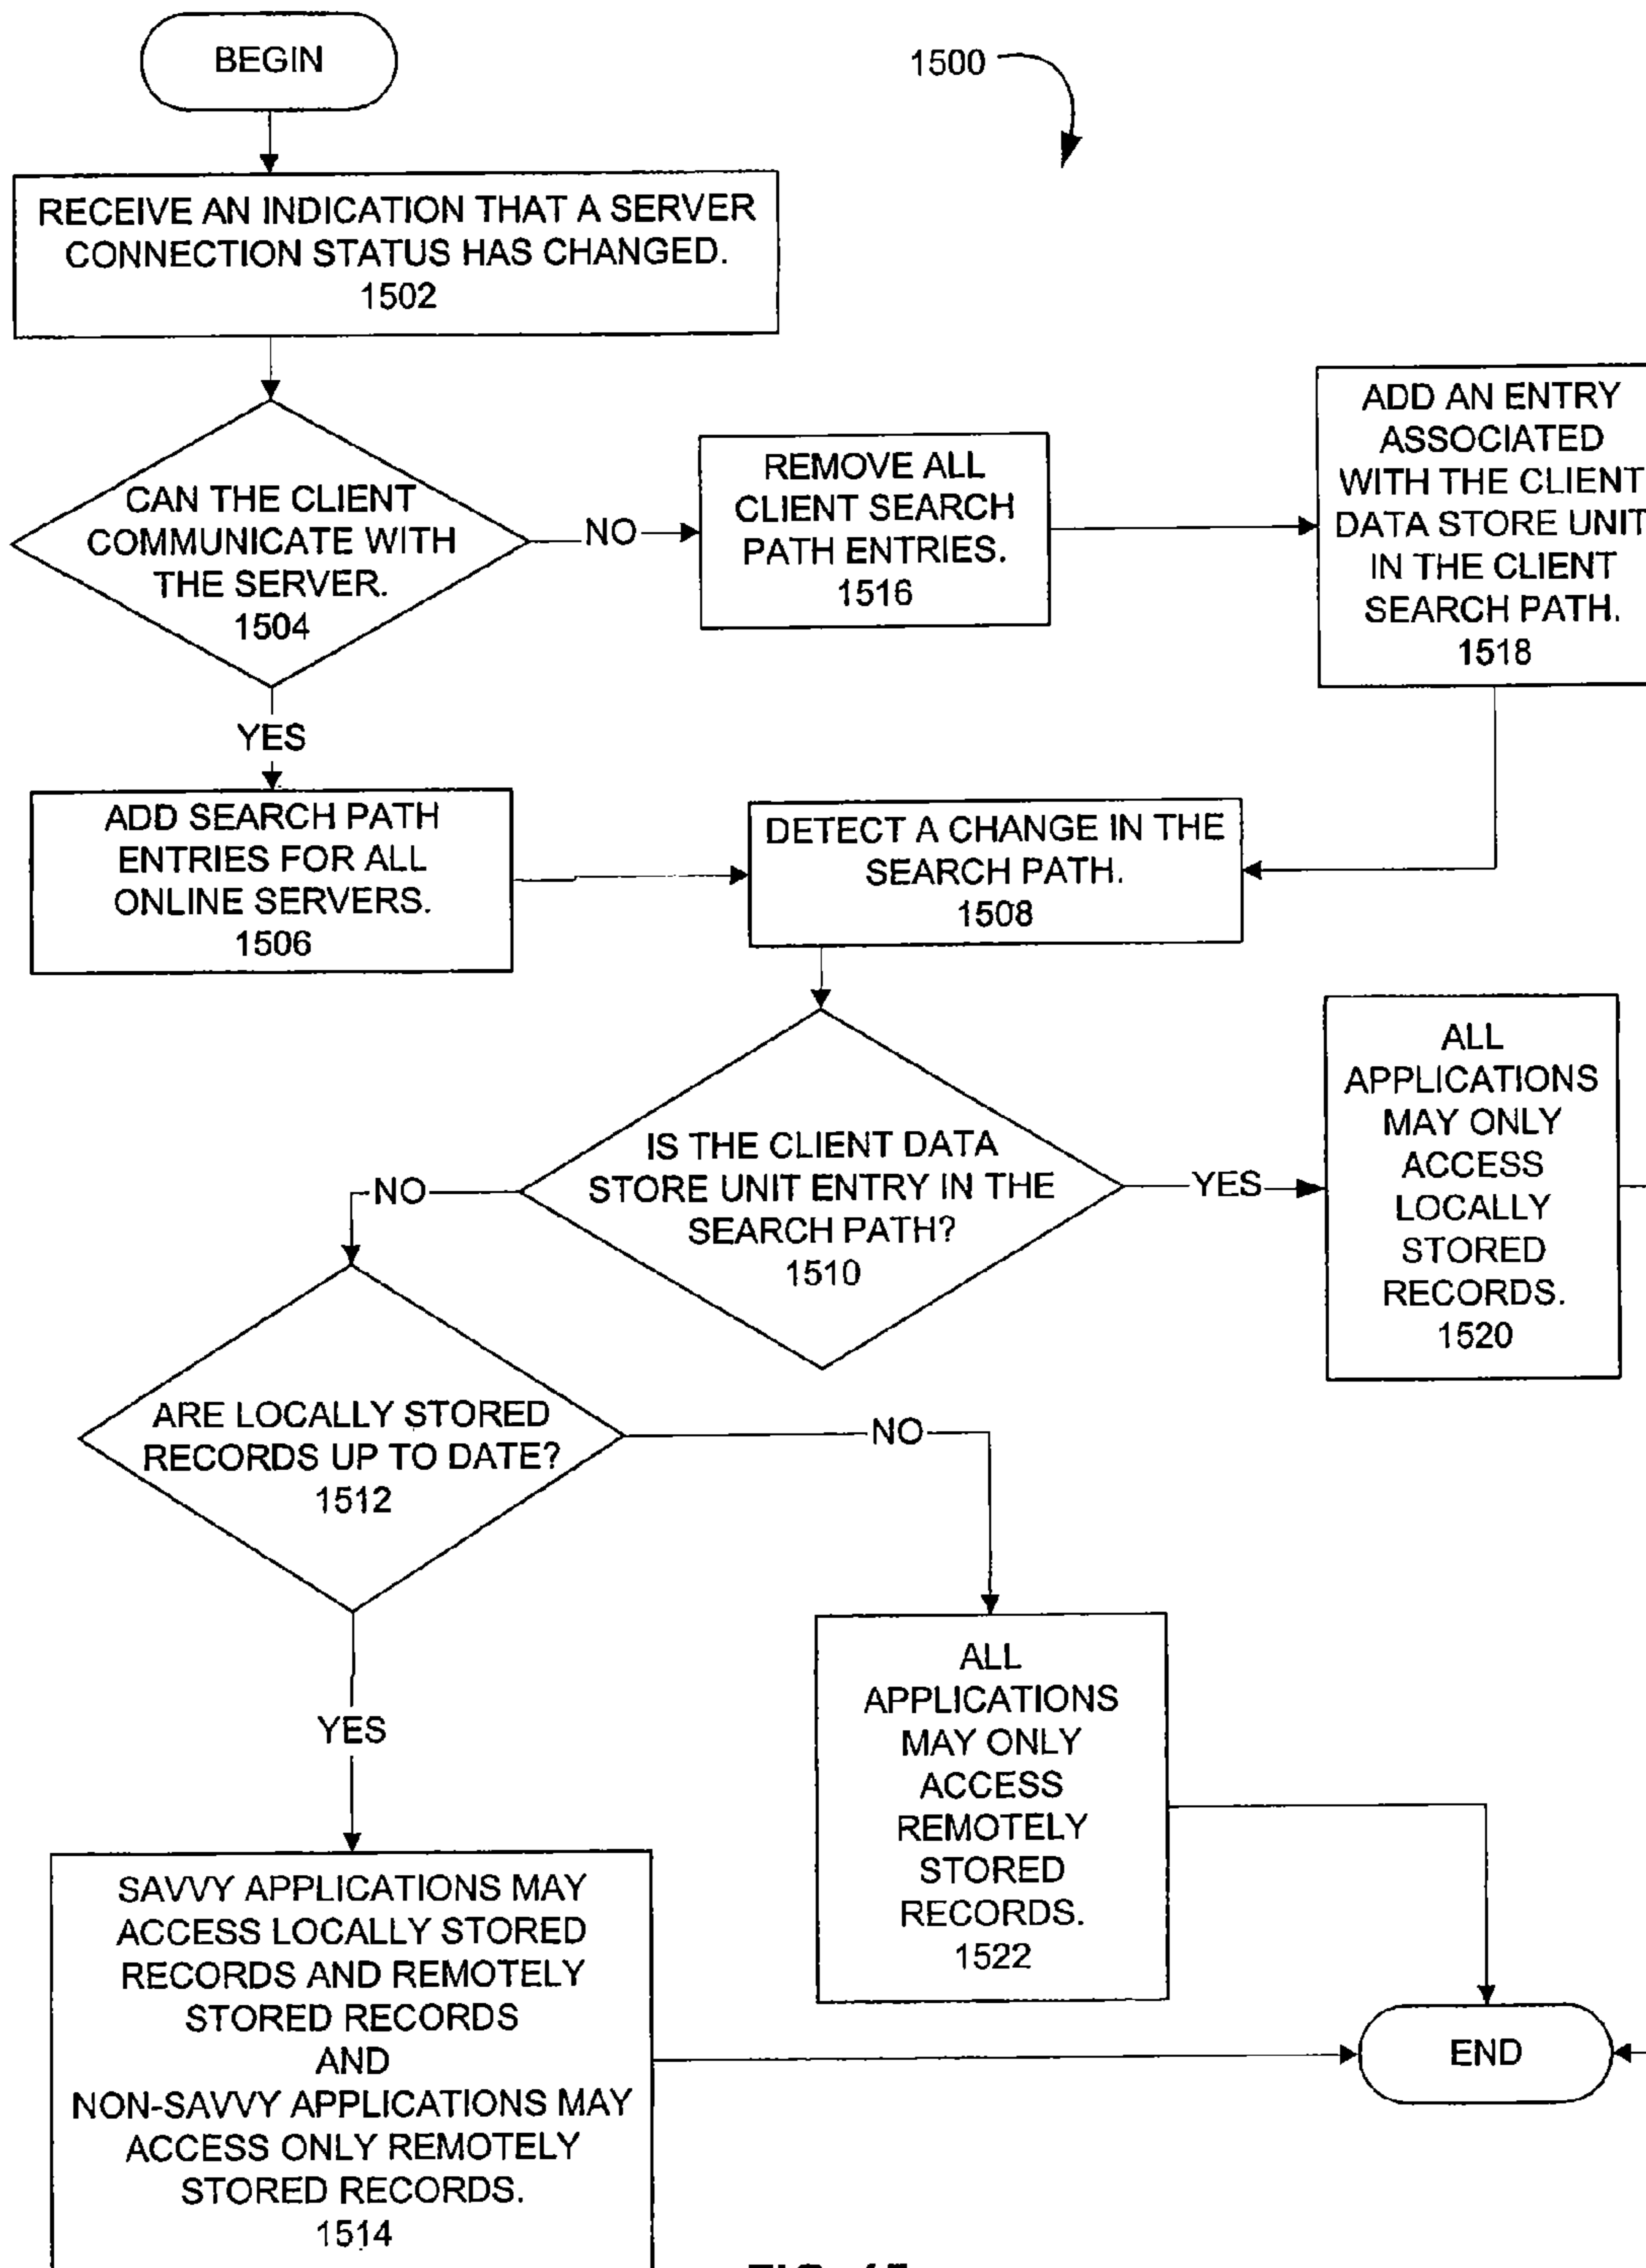 BEGIN
1500
RECEIVE AN INDICATION THAT A SERVER
CONNECTION STATUS HAS CHANGED.
1502
CAN THE CLIENT
COMMUNICATE WITH
THE SERVER.
1504
NO
REMOVE ALL
CLIENT SEARCH
PATH ENTRIES.
1516
ADD AN ENTRY
ASSOCIATED
WITH THE CLIENT
DATA STORE UNIT
IN THE CLIENT
SEARCH PATH.
1518
YES
ADD SEARCH PATH
ENTRIES FOR ALL
ONLINE SERVERS.
1506
DETECT A CHANGE IN THE
SEARCH PATH.
1508
IS THE CLIENT DATA
STORE UNIT ENTRY IN THE
SEARCH PATH?
1510
NO
YES
ALL
APPLICATIONS
MAY ONLY
ACCESS
LOCALLY
STORED
RECORDS.
1520
ARE LOCALLY STORED
RECORDS UP TO DATE?
1512
NO
YES
ALL
APPLICATIONS
MAY ONLY
ACCESS
REMOTELY
STORED
RECORDS.
1522
SAVVY APPLICATIONS MAY
ACCESS LOCALLY STORED
RECORDS AND REMOTELY
STORED RECORDS
AND
NON-SAVVY APPLICATIONS MAY
ACCESS ONLY REMOTELY
STORED RECORDS.
1514
END